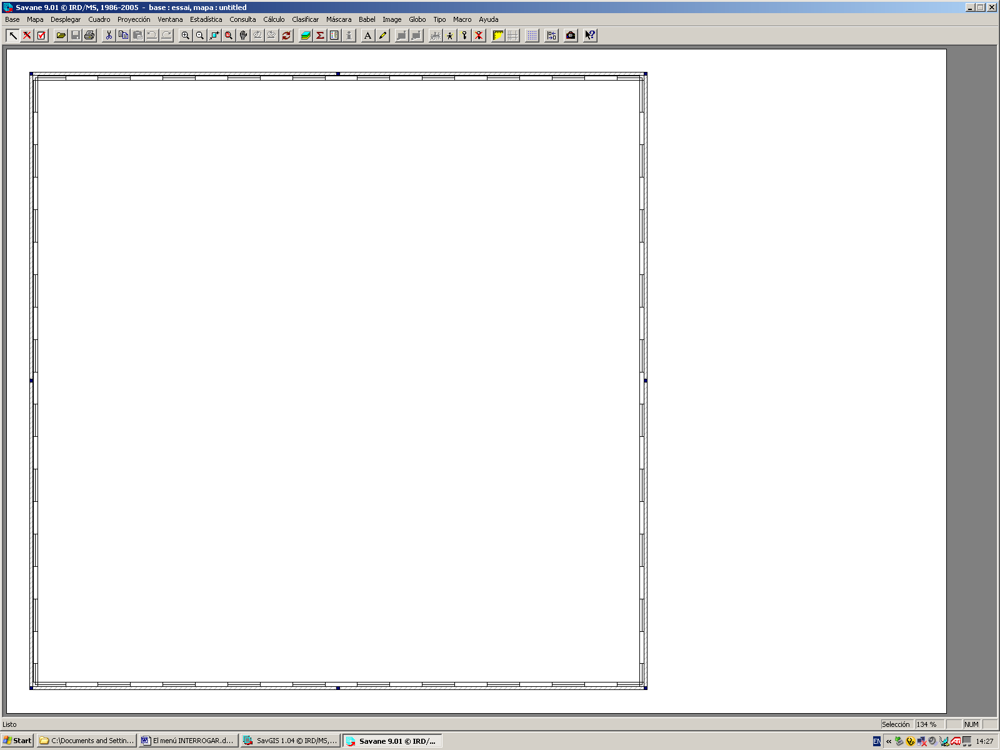 Savane 9.01 © IRD/MS, 1986-2005 - base : essai, mapa : untitled
Base Mapa Desplegar Cuadro Proyección Ventana Estadística Consulta Cálculo Clasificar Máscara Babel Image Globo Tipo Macro Ayuda
Listo Selección 134 % NUM
Start C:\Documents and Settin... El menú INTERROGAR.d... SavGIS 1.04 © IRD/MS,... Savane 9.01 © IRD/... EN « 14:27